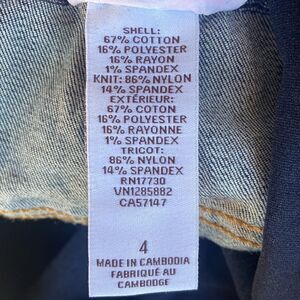 SHELL:
67% COTTON
16% POLYESTER
16% RAYON
1% SPANDEX
KNIT: 86% NYLON
14% SPANDEX
EXTÉRIEUR:
67% COTON
16% POLYESTER
16% RAYONNE
1% SPANDEX
TRICOT:
86% NYLON
14% SPANDEX
RN17730
VN1285882
CA57147
4
MADE IN CAMBODIA
FABRIQUÉ AU
CAMBODGE